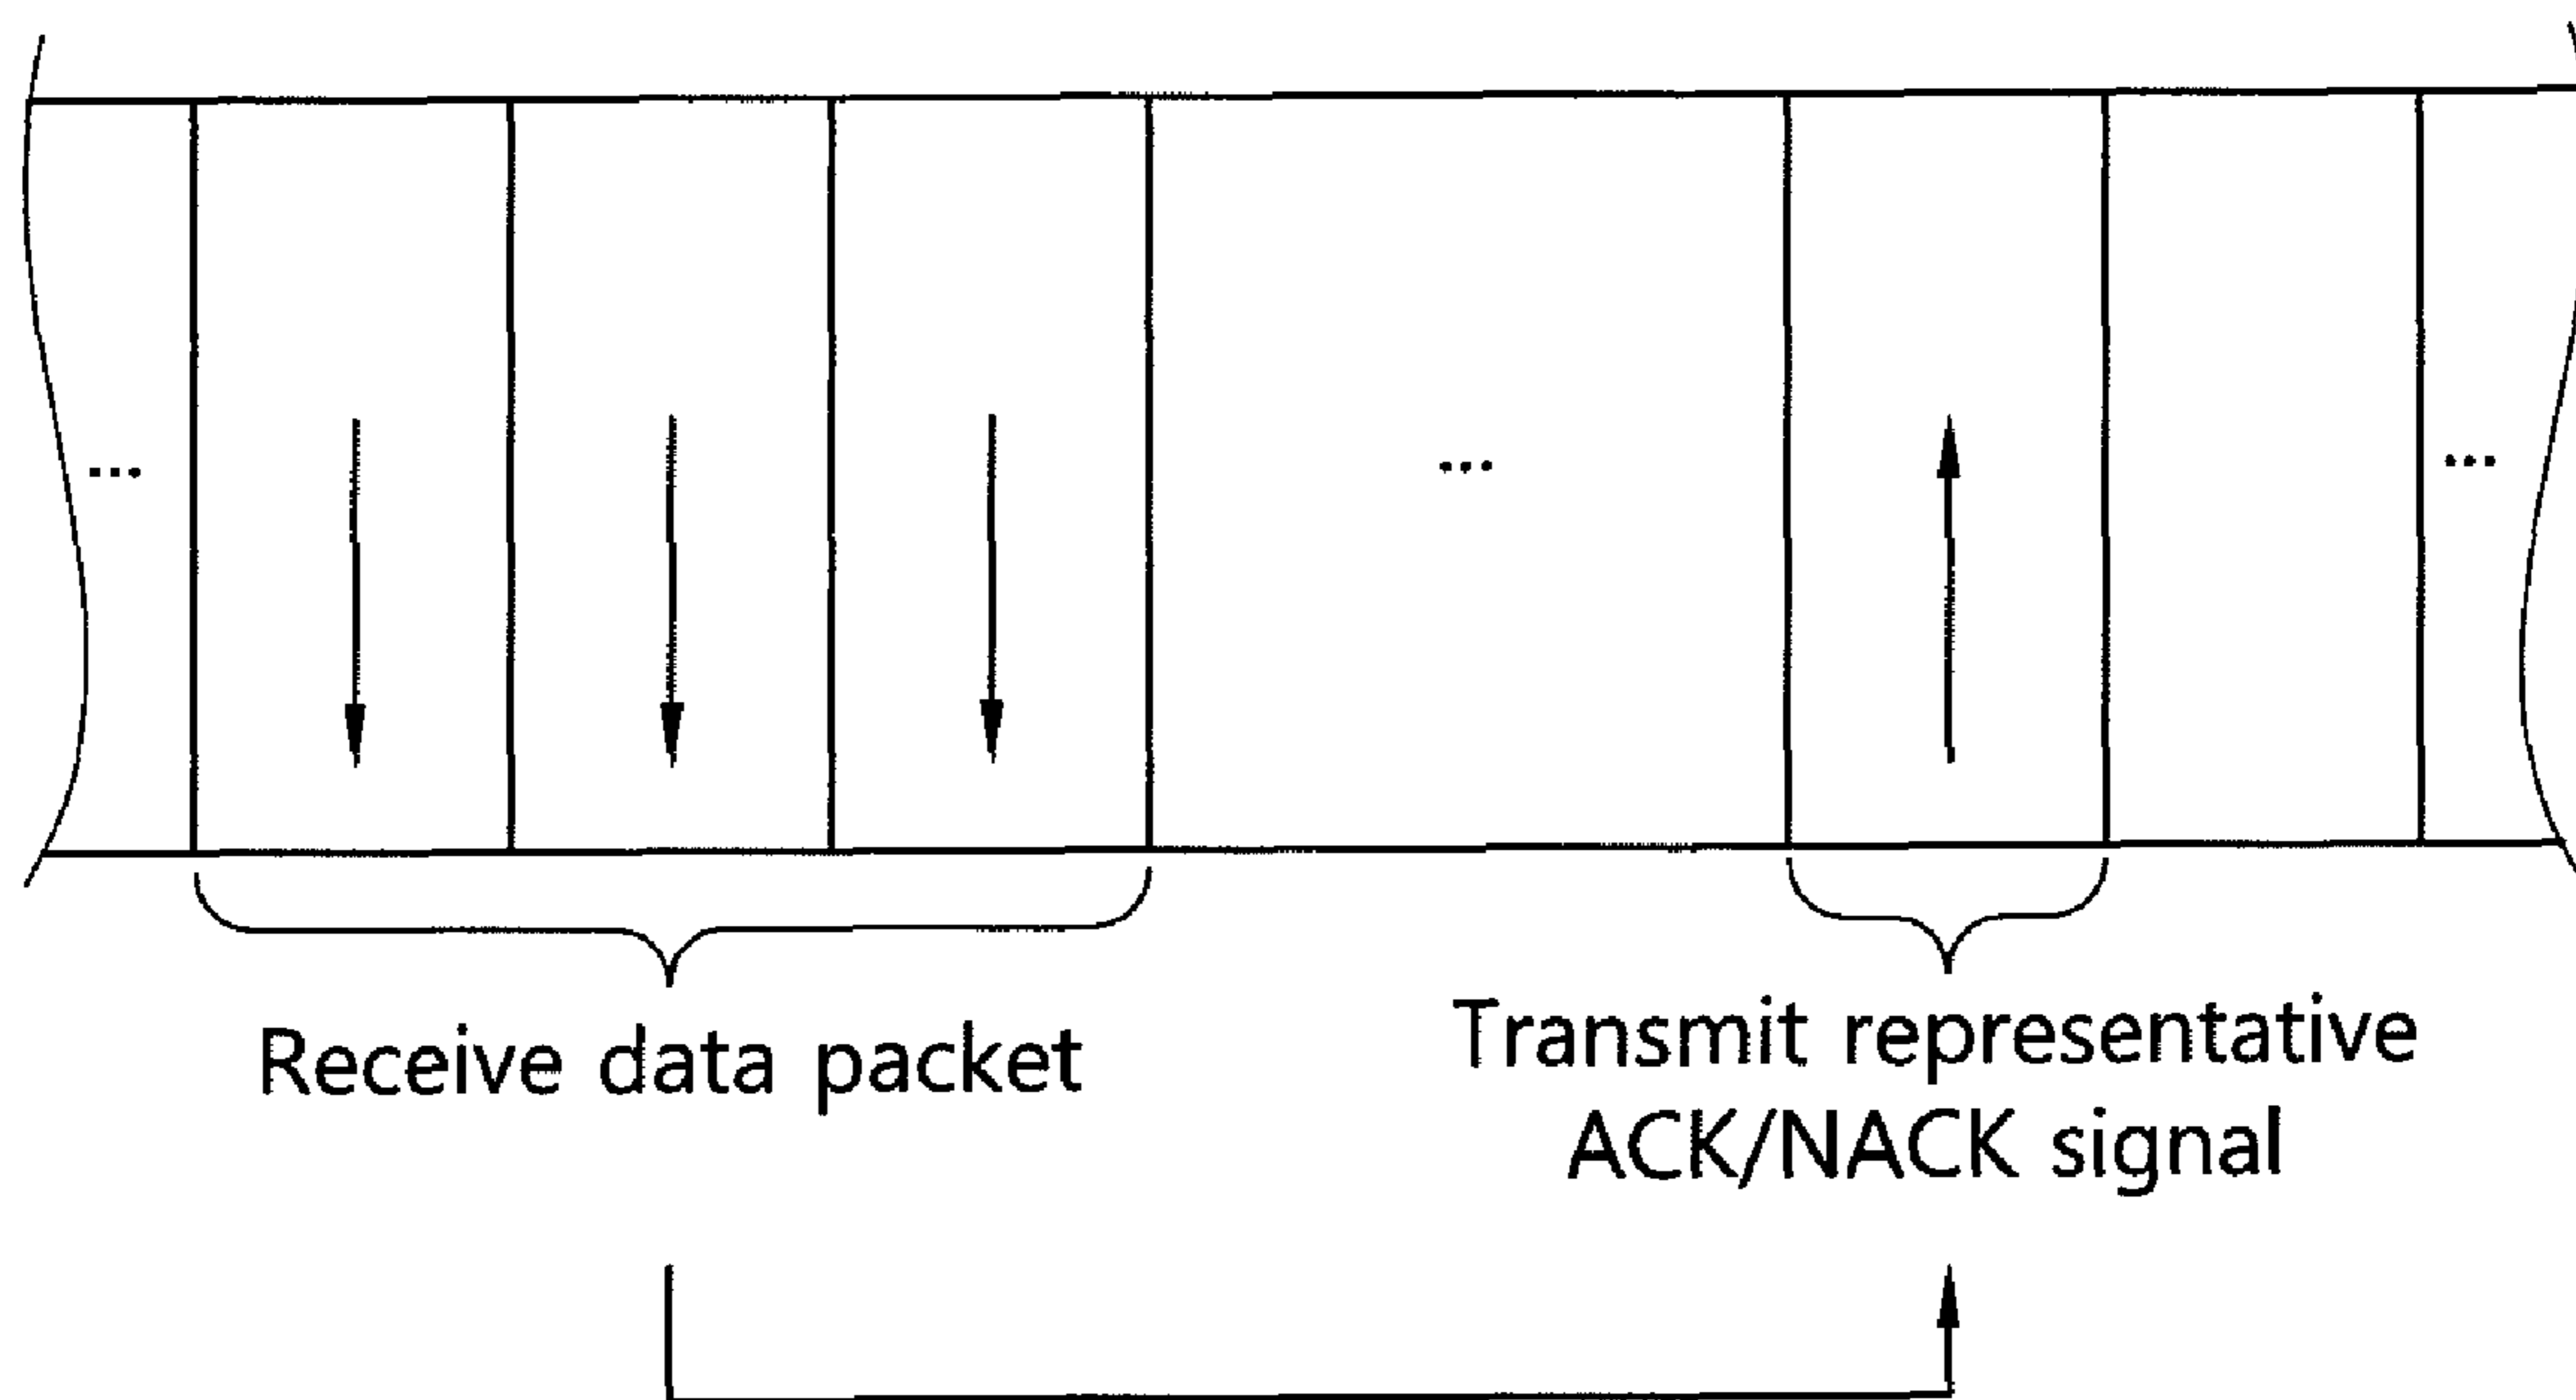 ... ... ...
Receive data packet
Transmit representative
ACK/NACK signal